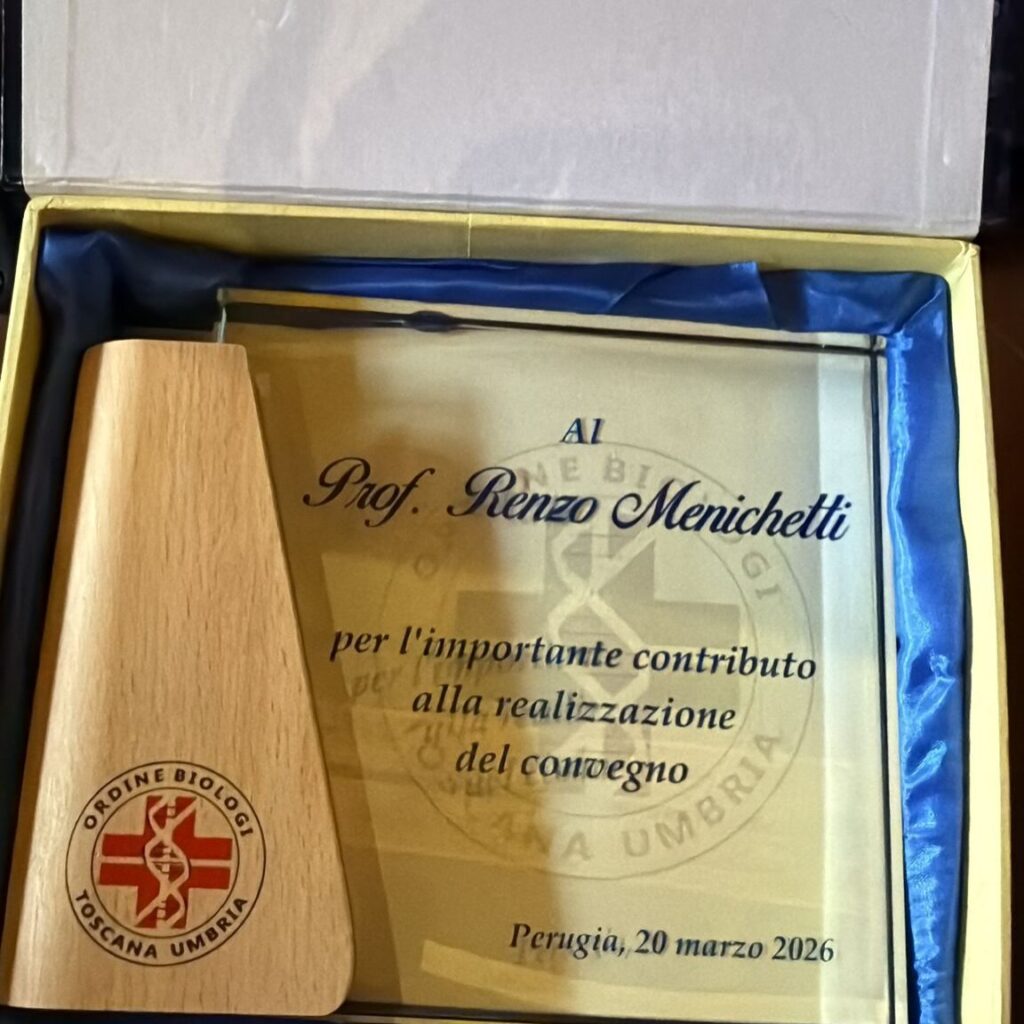 Al
Prof. Renzo Menichetti
per l'importante contributo
alla realizzazione
del convegno
Perugia, 20 marzo 2026
ORDINE BIOLOGI
TOSCANA UMBRIA